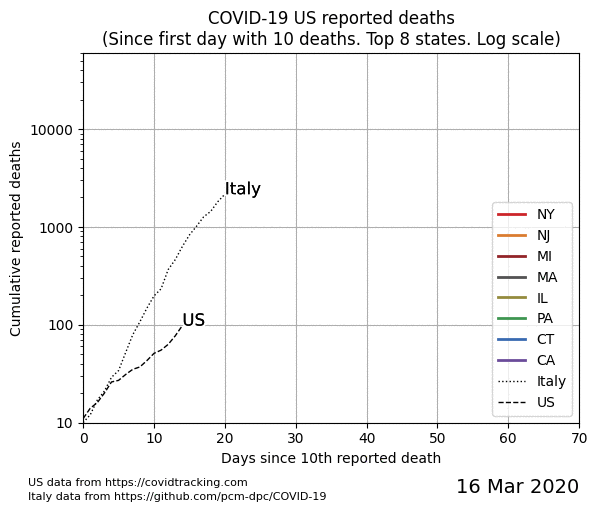 COVID-19 US reported deaths
(Since first day with 10 deaths. Top 8 states. Log scale)
Cumulative reported deaths
10000
1000
100
10
Italy
US
NY
NJ
MI
MA
IL
PA
CT
CA
Italy
US
0 10 20 30 40 50 60 70
Days since 10th reported death
US data from https://covidtracking.com
Italy data from https://github.com/pcm-dpc/COVID-19
16 Mar 2020